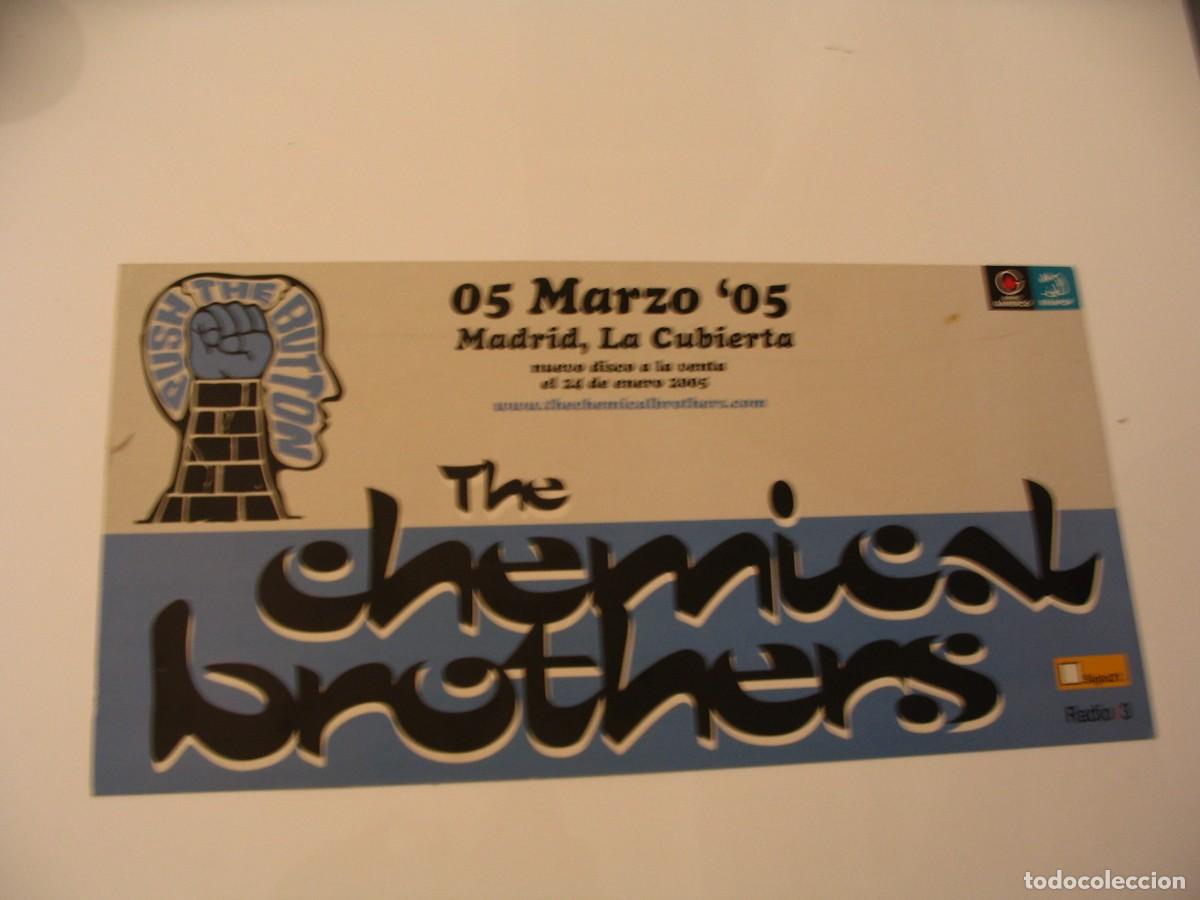 PUSH THE BUTTON
05 Marzo '05
Madrid, La Cubierta
nuevo disco a la venta
el 24 de enero 2005
www.thechemicalbrothers.com
The
chemical
brothers
Radio 3
todocoleccion